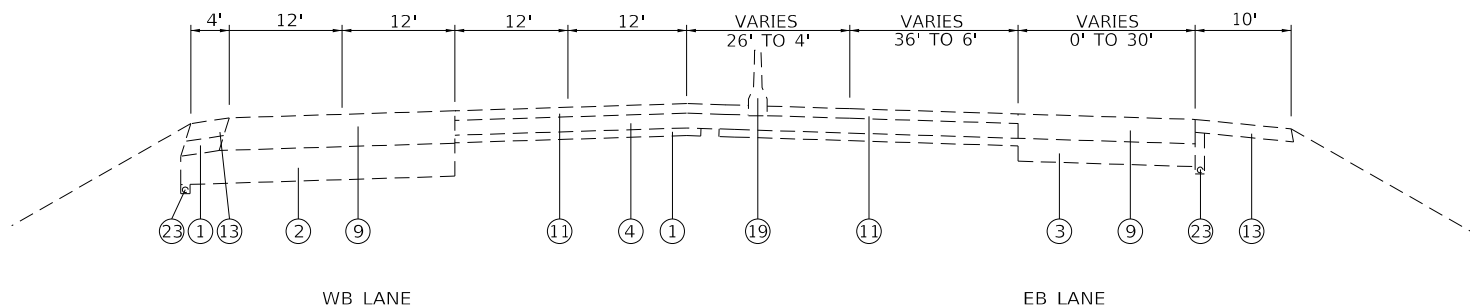 4' 12' 12' 12' 12' VARIES VARIES VARIES 10'
26' TO 4' 36' TO 6' 0' TO 30'
23 1 13 2 9 11 4 1 19 11 3 9 23 13
WB LANE EB LANE